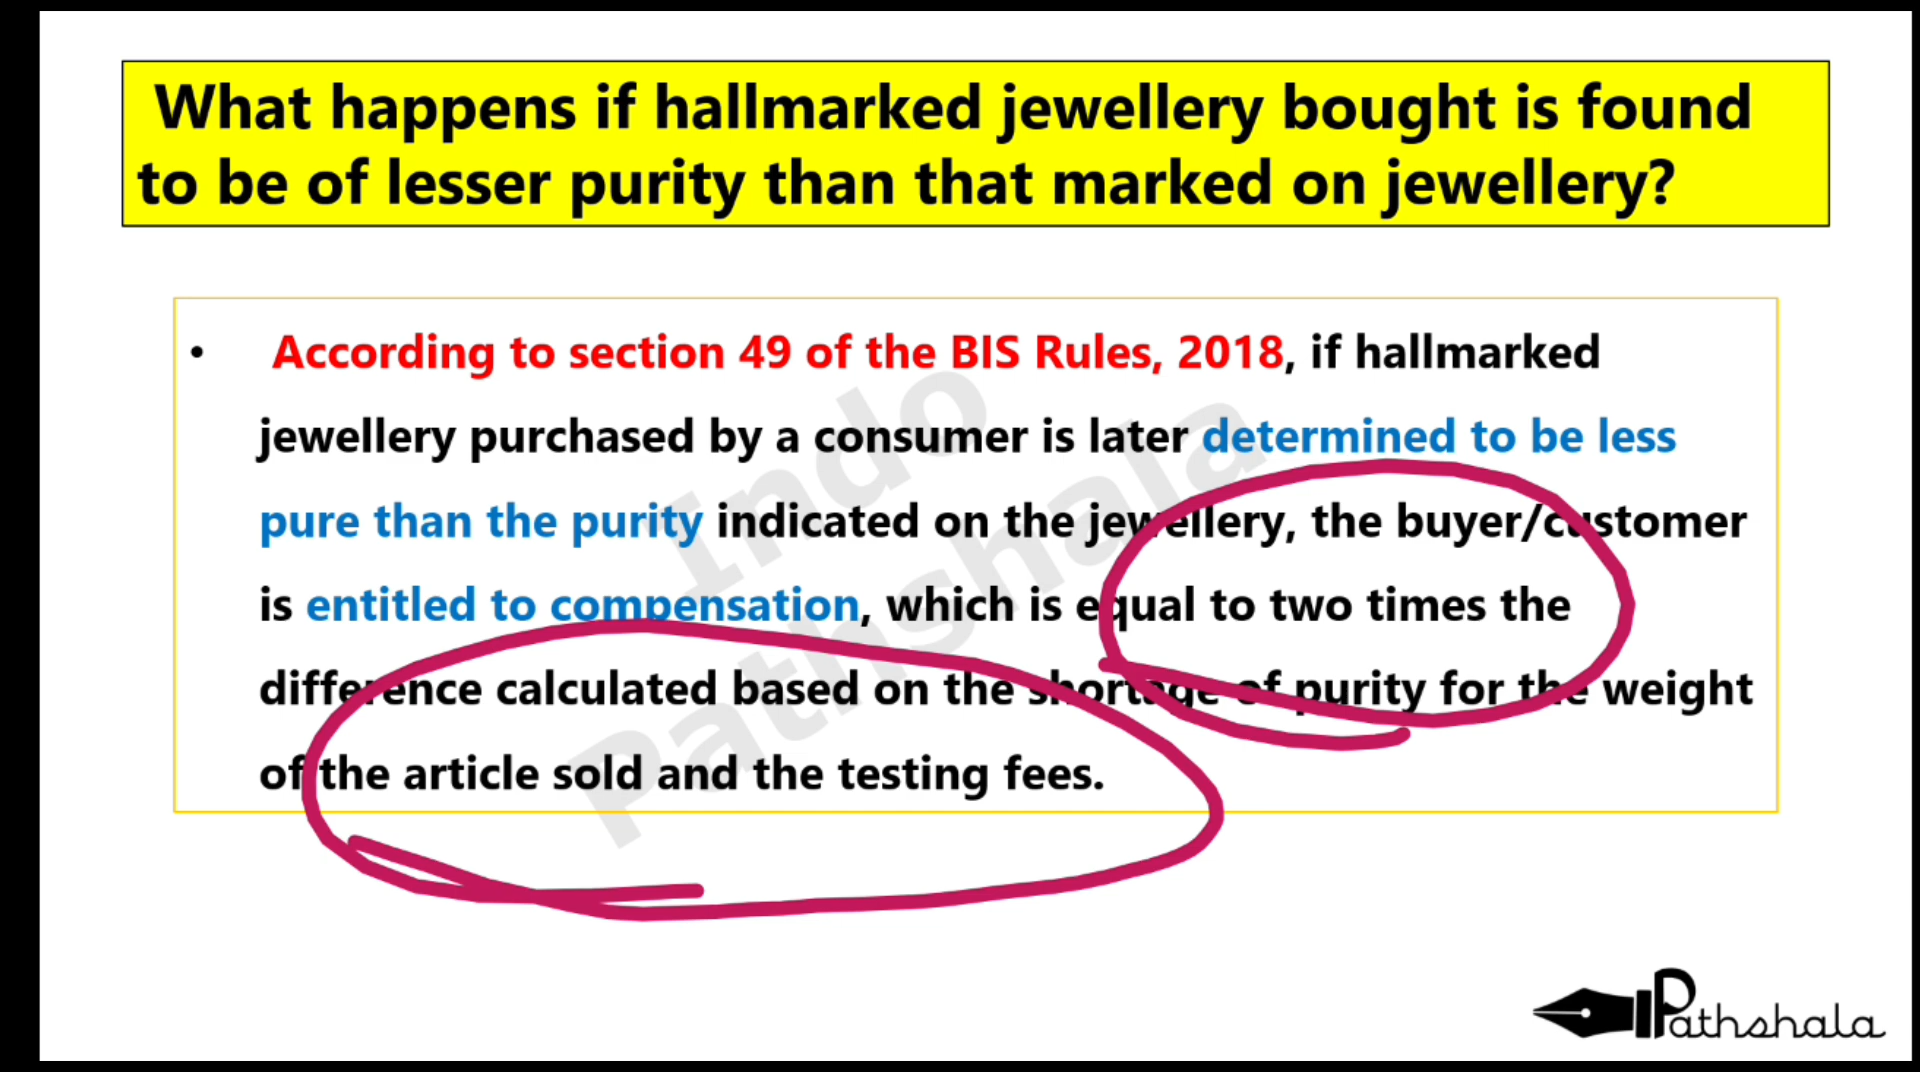 What happens if hallmarked jewellery bought is found
to be of lesser purity than that marked on jewellery?
• According to section 49 of the BIS Rules, 2018, if hallmarked
jewellery purchased by a consumer is later determined to be less
pure than the purity indicated on the jewellery, the buyer/customer
is entitled to compensation, which is equal to two times the
difference calculated based on the shortage of purity for the weight
of the article sold and the testing fees.
Indo
Pathshala
Pathshala